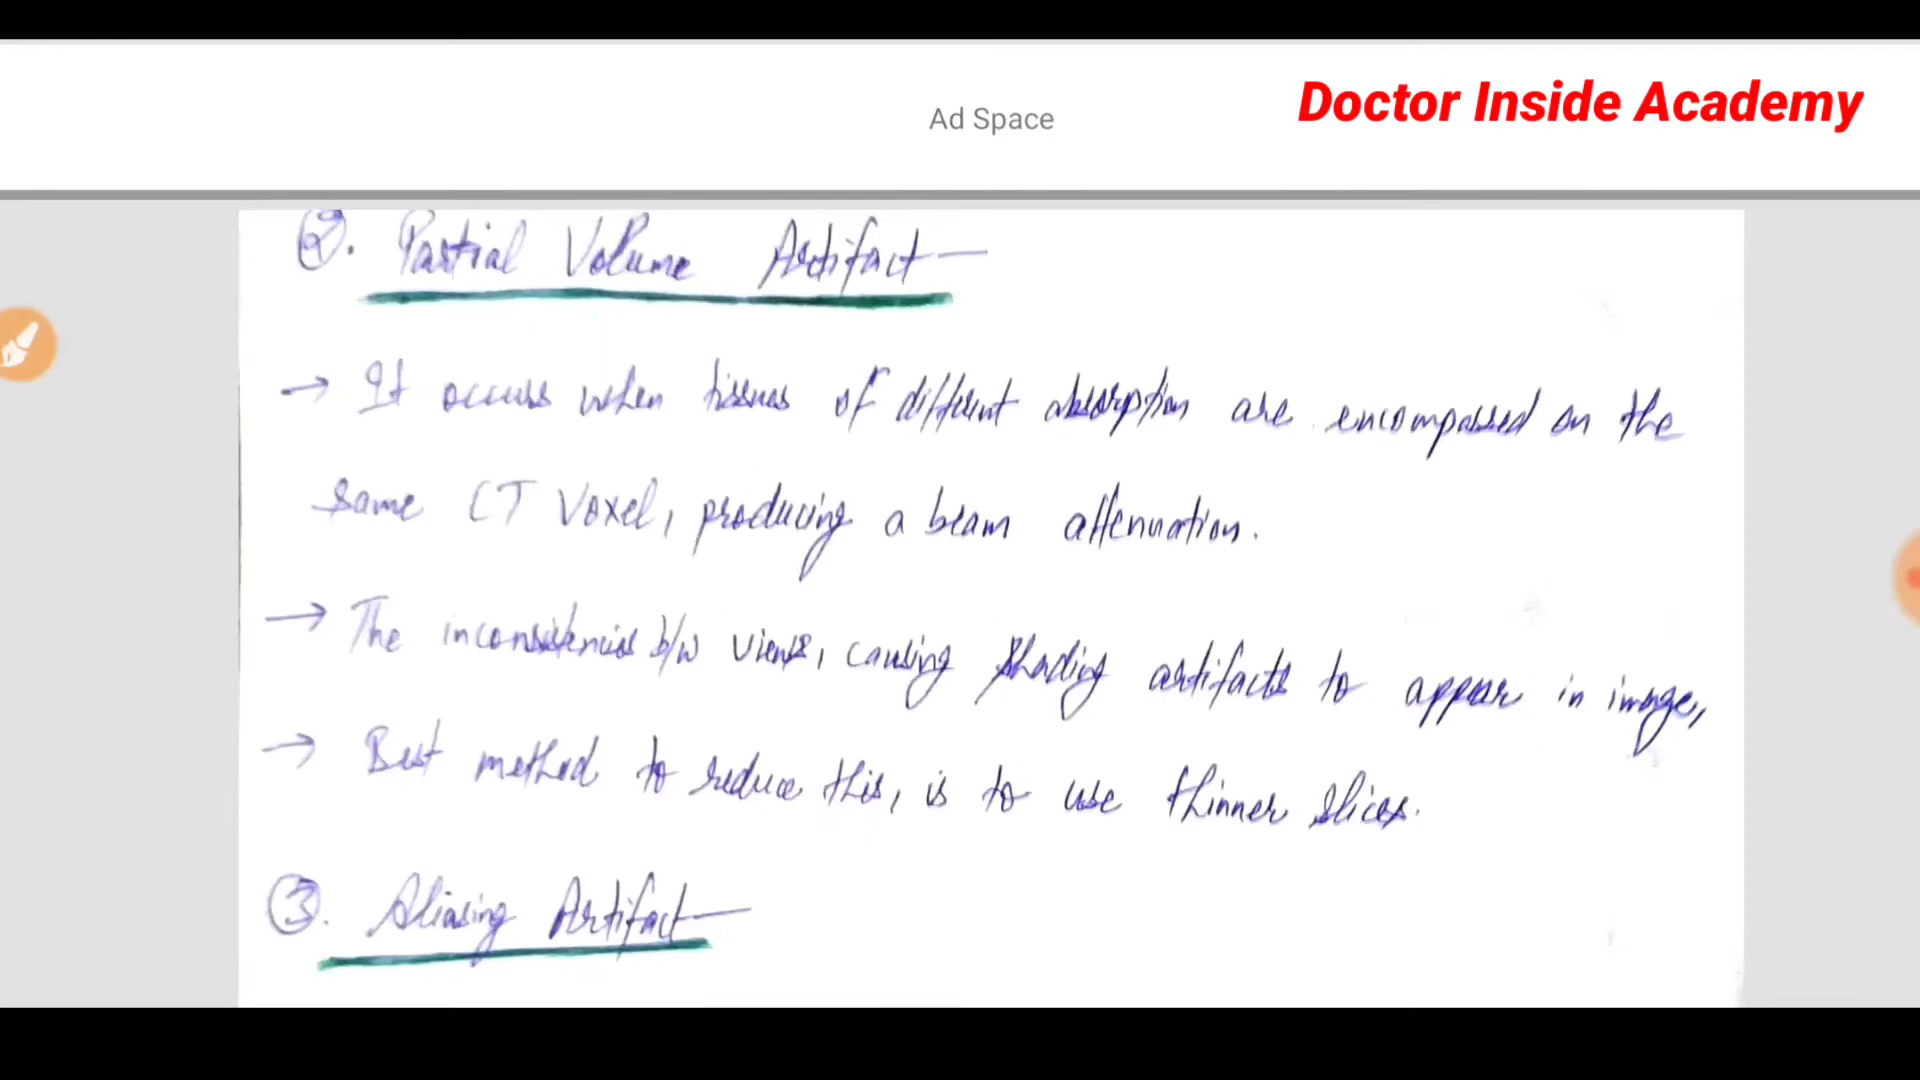 Doctor Inside Academy
Ad Space
②. Partial Volume Artifact —
→ It occurs when tissues of different absorption are encompassed on the
same CT Voxel, producing a beam attenuation.
→ The inconsistencies b/w views, causing shading artifacts to appear in image,
→ Best method to reduce this, is to use thinner slices.
③. Aliasing Artifact —